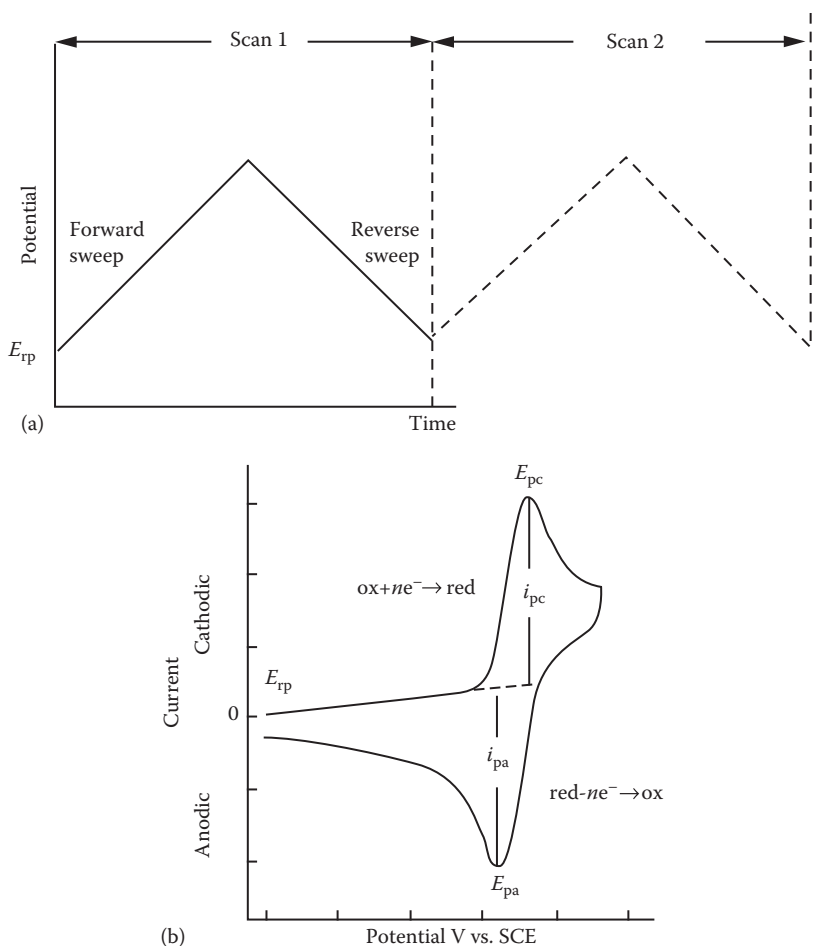 Scan 1
Scan 2
Potential
Forward
sweep
Reverse
sweep
E_rp
(a)
Time
E_pc
Cathodic
ox+ne⁻→red
i_pc
E_rp
Current
0
i_pa
Anodic
red-ne⁻→ox
E_pa
(b)
Potential V vs. SCE